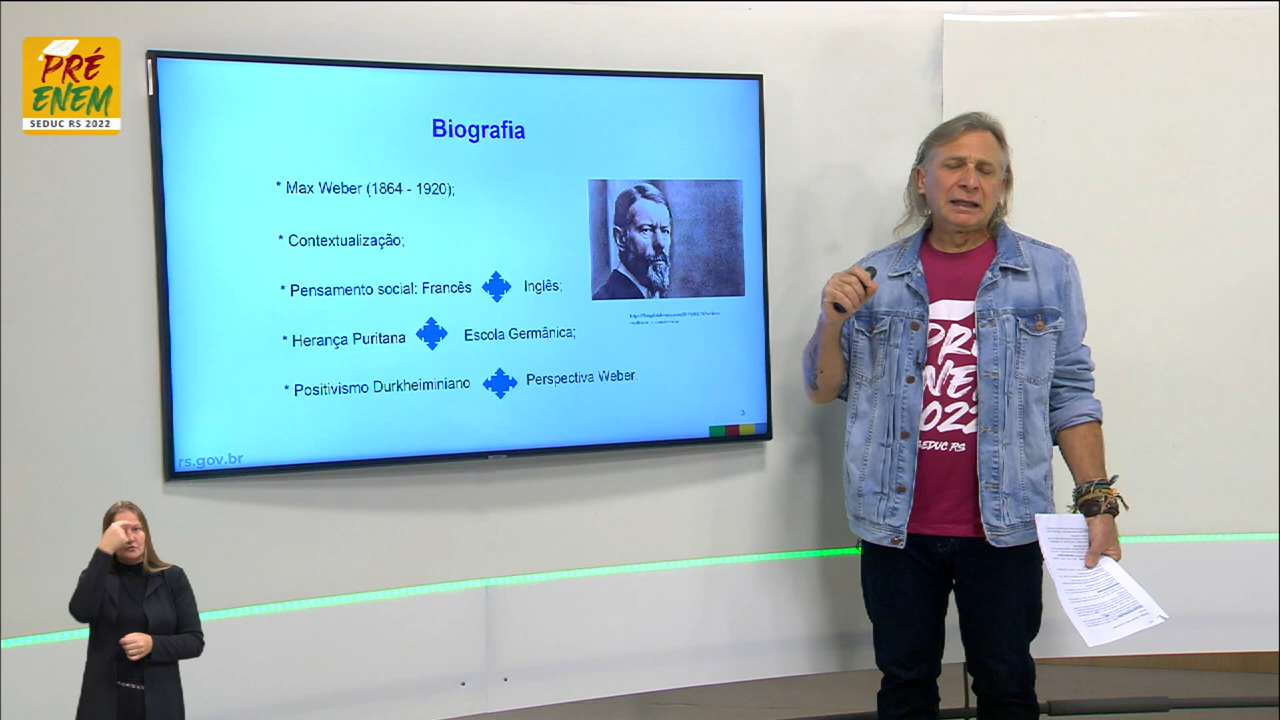 PRÉ
ENEM
SEDUC RS 2022
Biografia
* Max Weber (1864 - 1920);
* Contextualização;
* Pensamento social: Francês Inglês;
* Herança Puritana Escola Germânica;
* Positivismo Durkheiminiano Perspectiva Weber.
3
rs.gov.br
PRÉ
ENEM
2022
SEDUC RS